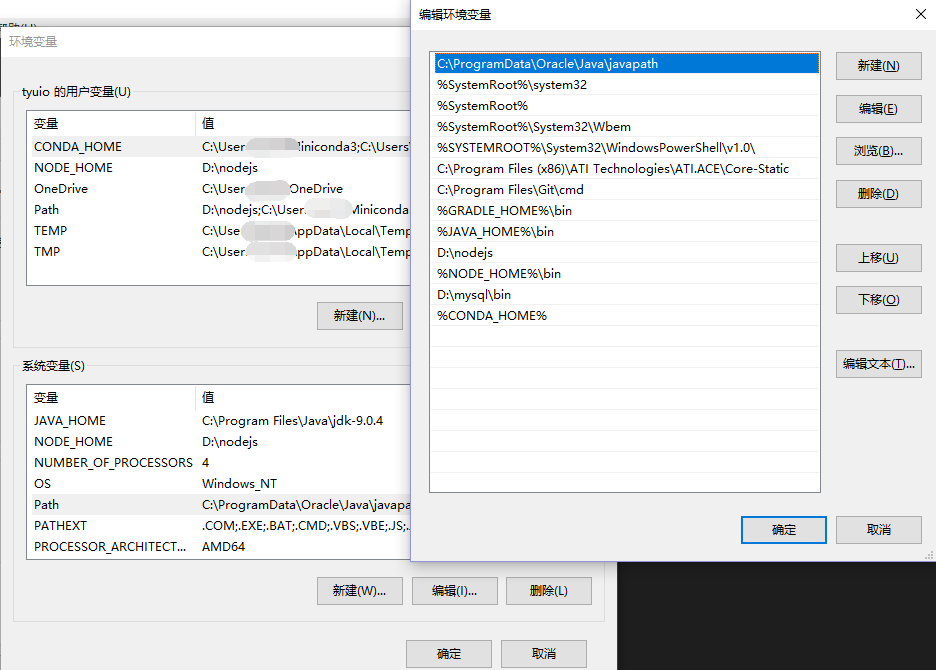 环境变量
tyuio 的用户变量(U)
变量 值
CONDA_HOME C:\User Miniconda3;C:\Users\
NODE_HOME D:\nodejs
OneDrive C:\User OneDrive
Path D:\nodejs;C:\User Miniconda
TEMP C:\Use ppData\Local\Temp
TMP C:\Use ppData\Local\Temp
新建(N)...
系统变量(S)
变量 值
JAVA_HOME C:\Program Files\Java\jdk-9.0.4
NODE_HOME D:\nodejs
NUMBER_OF_PROCESSORS 4
OS Windows_NT
Path C:\ProgramData\Oracle\Java\javapa
PATHEXT .COM;.EXE;.BAT;.CMD;.VBS;.VBE;.JS;.
PROCESSOR_ARCHITECT... AMD64
新建(W)...
编辑(I)...
删除(L)
确定
取消
编辑环境变量
C:\ProgramData\Oracle\Java\javapath
%SystemRoot%\system32
%SystemRoot%
%SystemRoot%\System32\Wbem
%SYSTEMROOT%\System32\WindowsPowerShell\v1.0\
C:\Program Files (x86)\ATI Technologies\ATI.ACE\Core-Static
C:\Program Files\Git\cmd
%GRADLE_HOME%\bin
%JAVA_HOME%\bin
D:\nodejs
%NODE_HOME%\bin
D:\mysql\bin
%CONDA_HOME%
新建(N)
编辑(E)
浏览(B)...
删除(D)
上移(U)
下移(O)
编辑文本(T)...
确定
取消